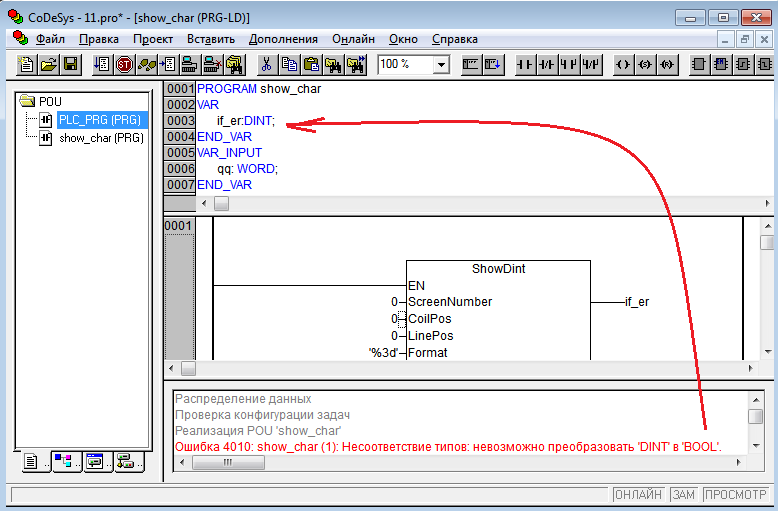 CoDeSys - 11.pro* - [show_char (PRG-LD)]
Файл Правка Проект Вставить Дополнения Онлайн Окно Справка
100 %
POU
PLC_PRG (PRG)
show_char (PRG)
0001 PROGRAM show_char
0002 VAR
0003 if_er:DINT;
0004 END_VAR
0005 VAR_INPUT
0006 qq: WORD;
0007 END_VAR
0001
ShowDint
EN
0 ScreenNumber if_er
0 CoilPos
0 LinePos
'%3d' Format
Распределение данных
Проверка конфигурации задач
Реализация POU 'show_char'
Ошибка 4010: show_char (1): Несоответствие типов: невозможно преобразовать 'DINT' в 'BOOL'.
ОНЛАЙН ЗАМ ПРОСМОТР